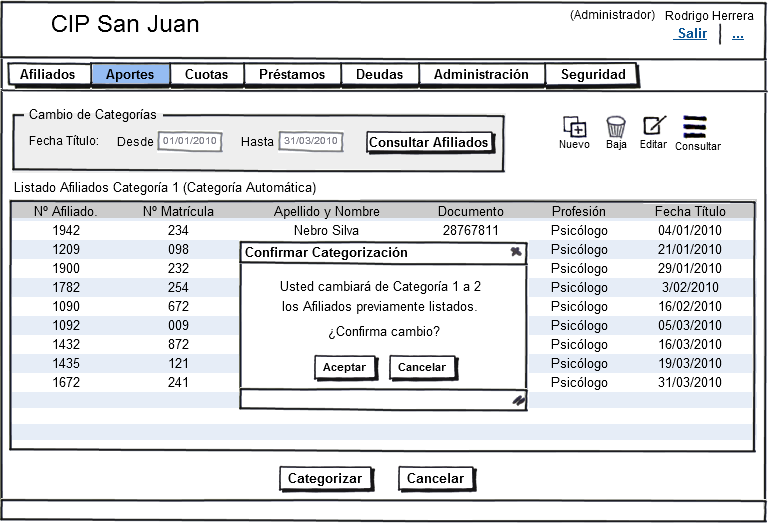 CIP San Juan
(Administrador) Rodrigo Herrera
Salir ...
Afiliados Aportes Cuotas Préstamos Deudas Administración Seguridad
Cambio de Categorías
Fecha Título: Desde 01/01/2010 Hasta 31/03/2010 Consultar Afiliados
Nuevo Baja Editar Consultar
Listado Afiliados Categoría 1 (Categoría Automática)
Nº Afiliado. Nº Matrícula Apellido y Nombre Documento Profesión Fecha Título
1942 234 Nebro Silva 28767811 Psicólogo 04/01/2010
1209 098 Psicólogo 21/01/2010
1900 232 Psicólogo 29/01/2010
1782 254 Psicólogo 3/02/2010
1090 672 Psicólogo 16/02/2010
1092 009 Psicólogo 05/03/2010
1432 872 Psicólogo 16/03/2010
1435 121 Psicólogo 19/03/2010
1672 241 Psicólogo 31/03/2010
Confirmar Categorización
Usted cambiará de Categoría 1 a 2
los Afiliados previamente listados.
¿Confirma cambio?
Aceptar Cancelar
Categorizar Cancelar